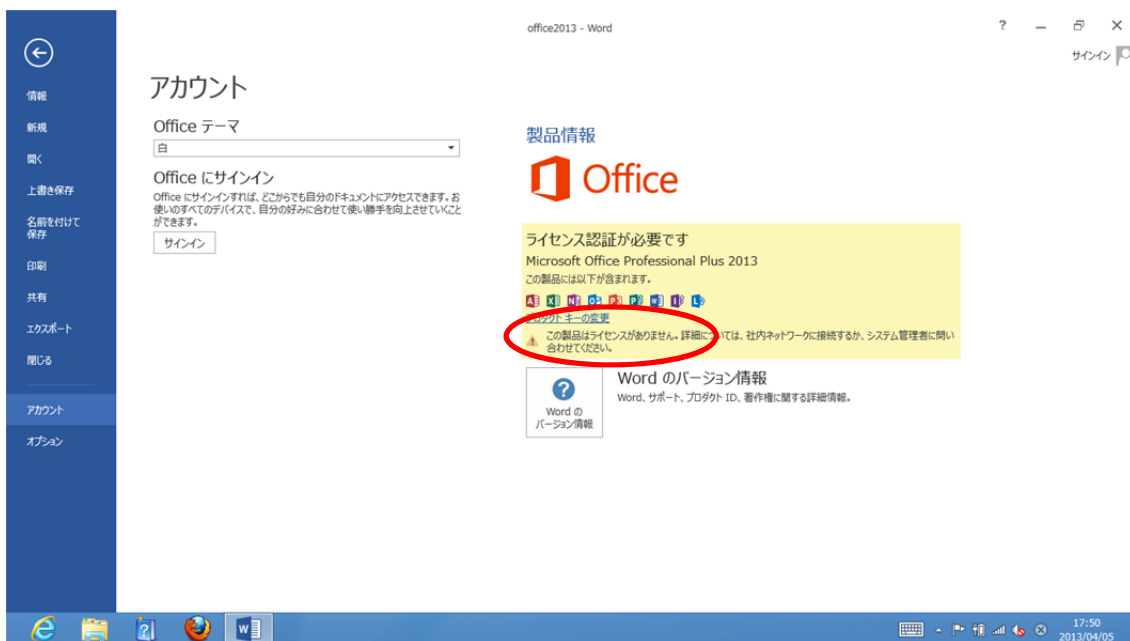 office2013 - Word
?
サインイン
情報
新規
開く
上書き保存
名前を付けて
保存
印刷
共有
エクスポート
閉じる
アカウント
オプション
アカウント
Office テーマ
白
Office にサインイン
Office にサインインすれば、どこからでも自分のドキュメントにアクセスできます。お
使いのすべてのデバイスで、自分の好みに合わせて使い勝手を向上させていくこと
ができます。
サインイン
製品情報
Office
ライセンス認証が必要です
Microsoft Office Professional Plus 2013
この製品には以下が含まれます。
プロダクト キーの変更
この製品はライセンスがありません。詳細については、社内ネットワークに接続するか、システム管理者に問い
合わせてください。
Word の
バージョン情報
Word のバージョン情報
Word、サポート、プロダクト ID、著作権に関する詳細情報。
17:50
2013/04/05